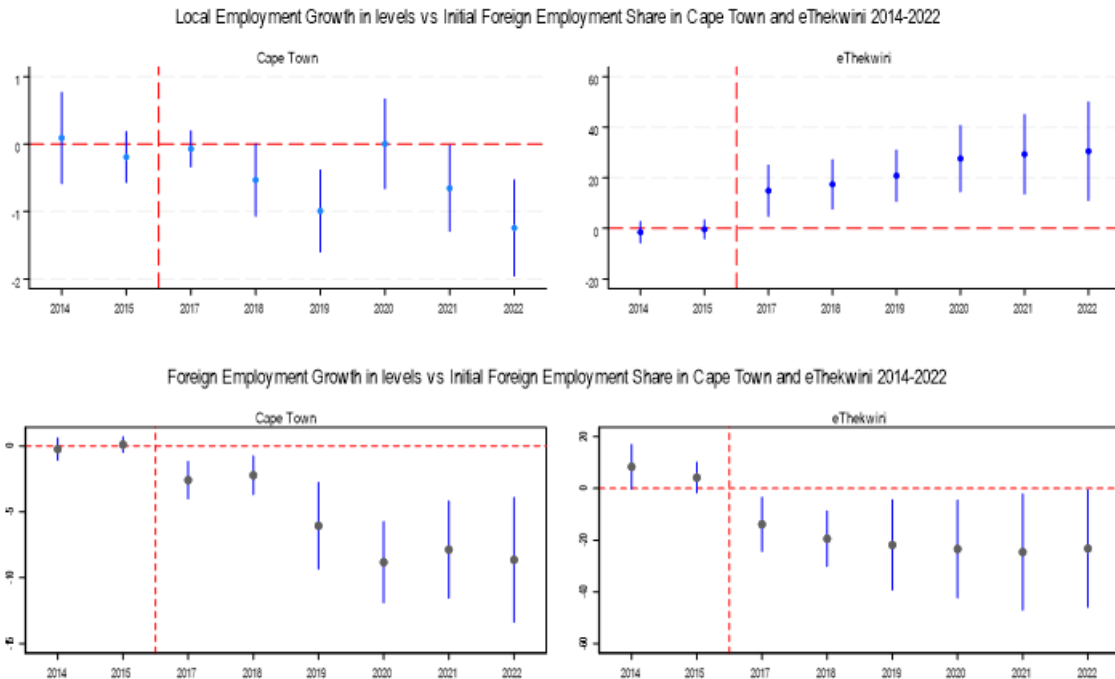 Local Employment Growth in levels vs Initial Foreign Employment Share in Cape Town and eThekwini 2014-2022
Cape Town
eThekwini
1
0
-1
-2
2014 2015 2017 2018 2019 2020 2021 2022
60
40
20
0
-20
2014 2015 2017 2018 2019 2020 2021 2022
Foreign Employment Growth in levels vs Initial Foreign Employment Share in Cape Town and eThekwini 2014-2022
Cape Town
eThekwini
0
-5
-10
-15
2014 2015 2017 2018 2019 2020 2021 2022
20
0
-20
-40
-60
2014 2015 2017 2018 2019 2020 2021 2022